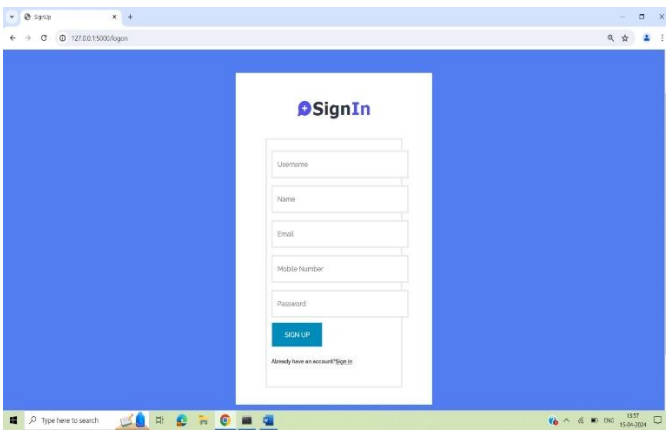 SignUp
127.0.0.1:5000/logon
SignIn
Username
Name
Email
Mobile Number
Password
SIGN UP
Already have an account?Sign in
Type here to search
ENG
13:57
15-04-2024